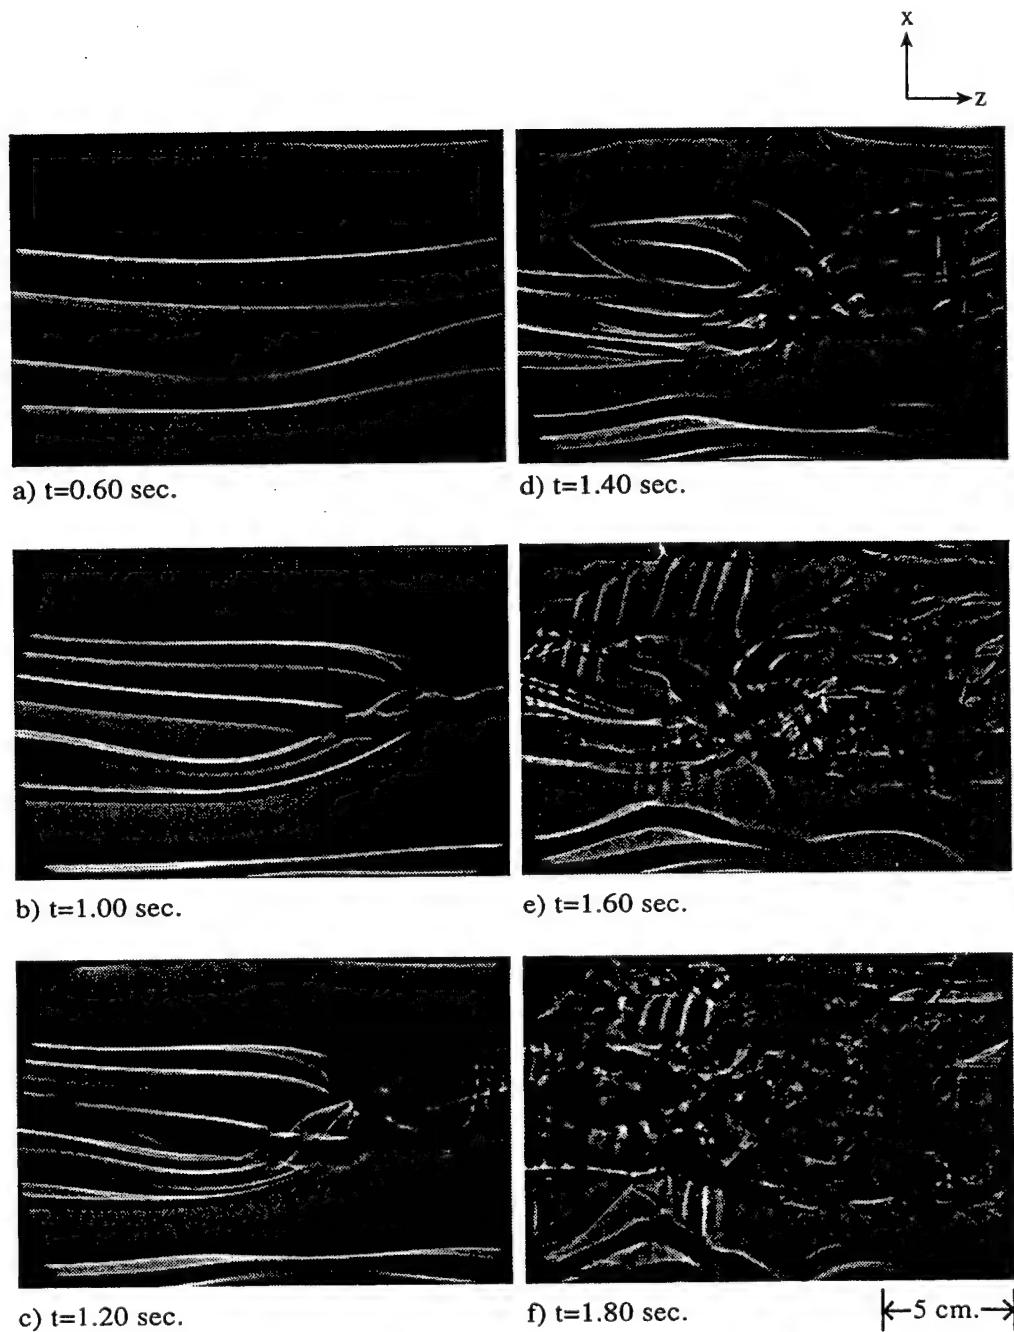 x
z
a) t=0.60 sec.
d) t=1.40 sec.
b) t=1.00 sec.
e) t=1.60 sec.
c) t=1.20 sec.
f) t=1.80 sec.
5 cm.